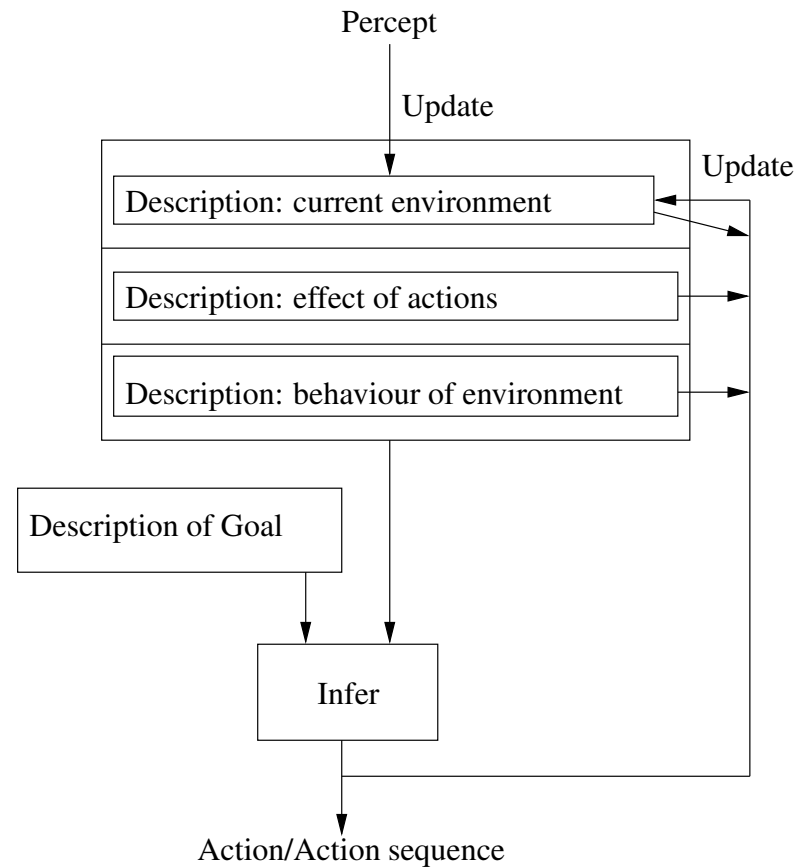 Percept
Update
Update
Description: current environment
Description: effect of actions
Description: behaviour of environment
Description of Goal
Infer
Action/Action sequence